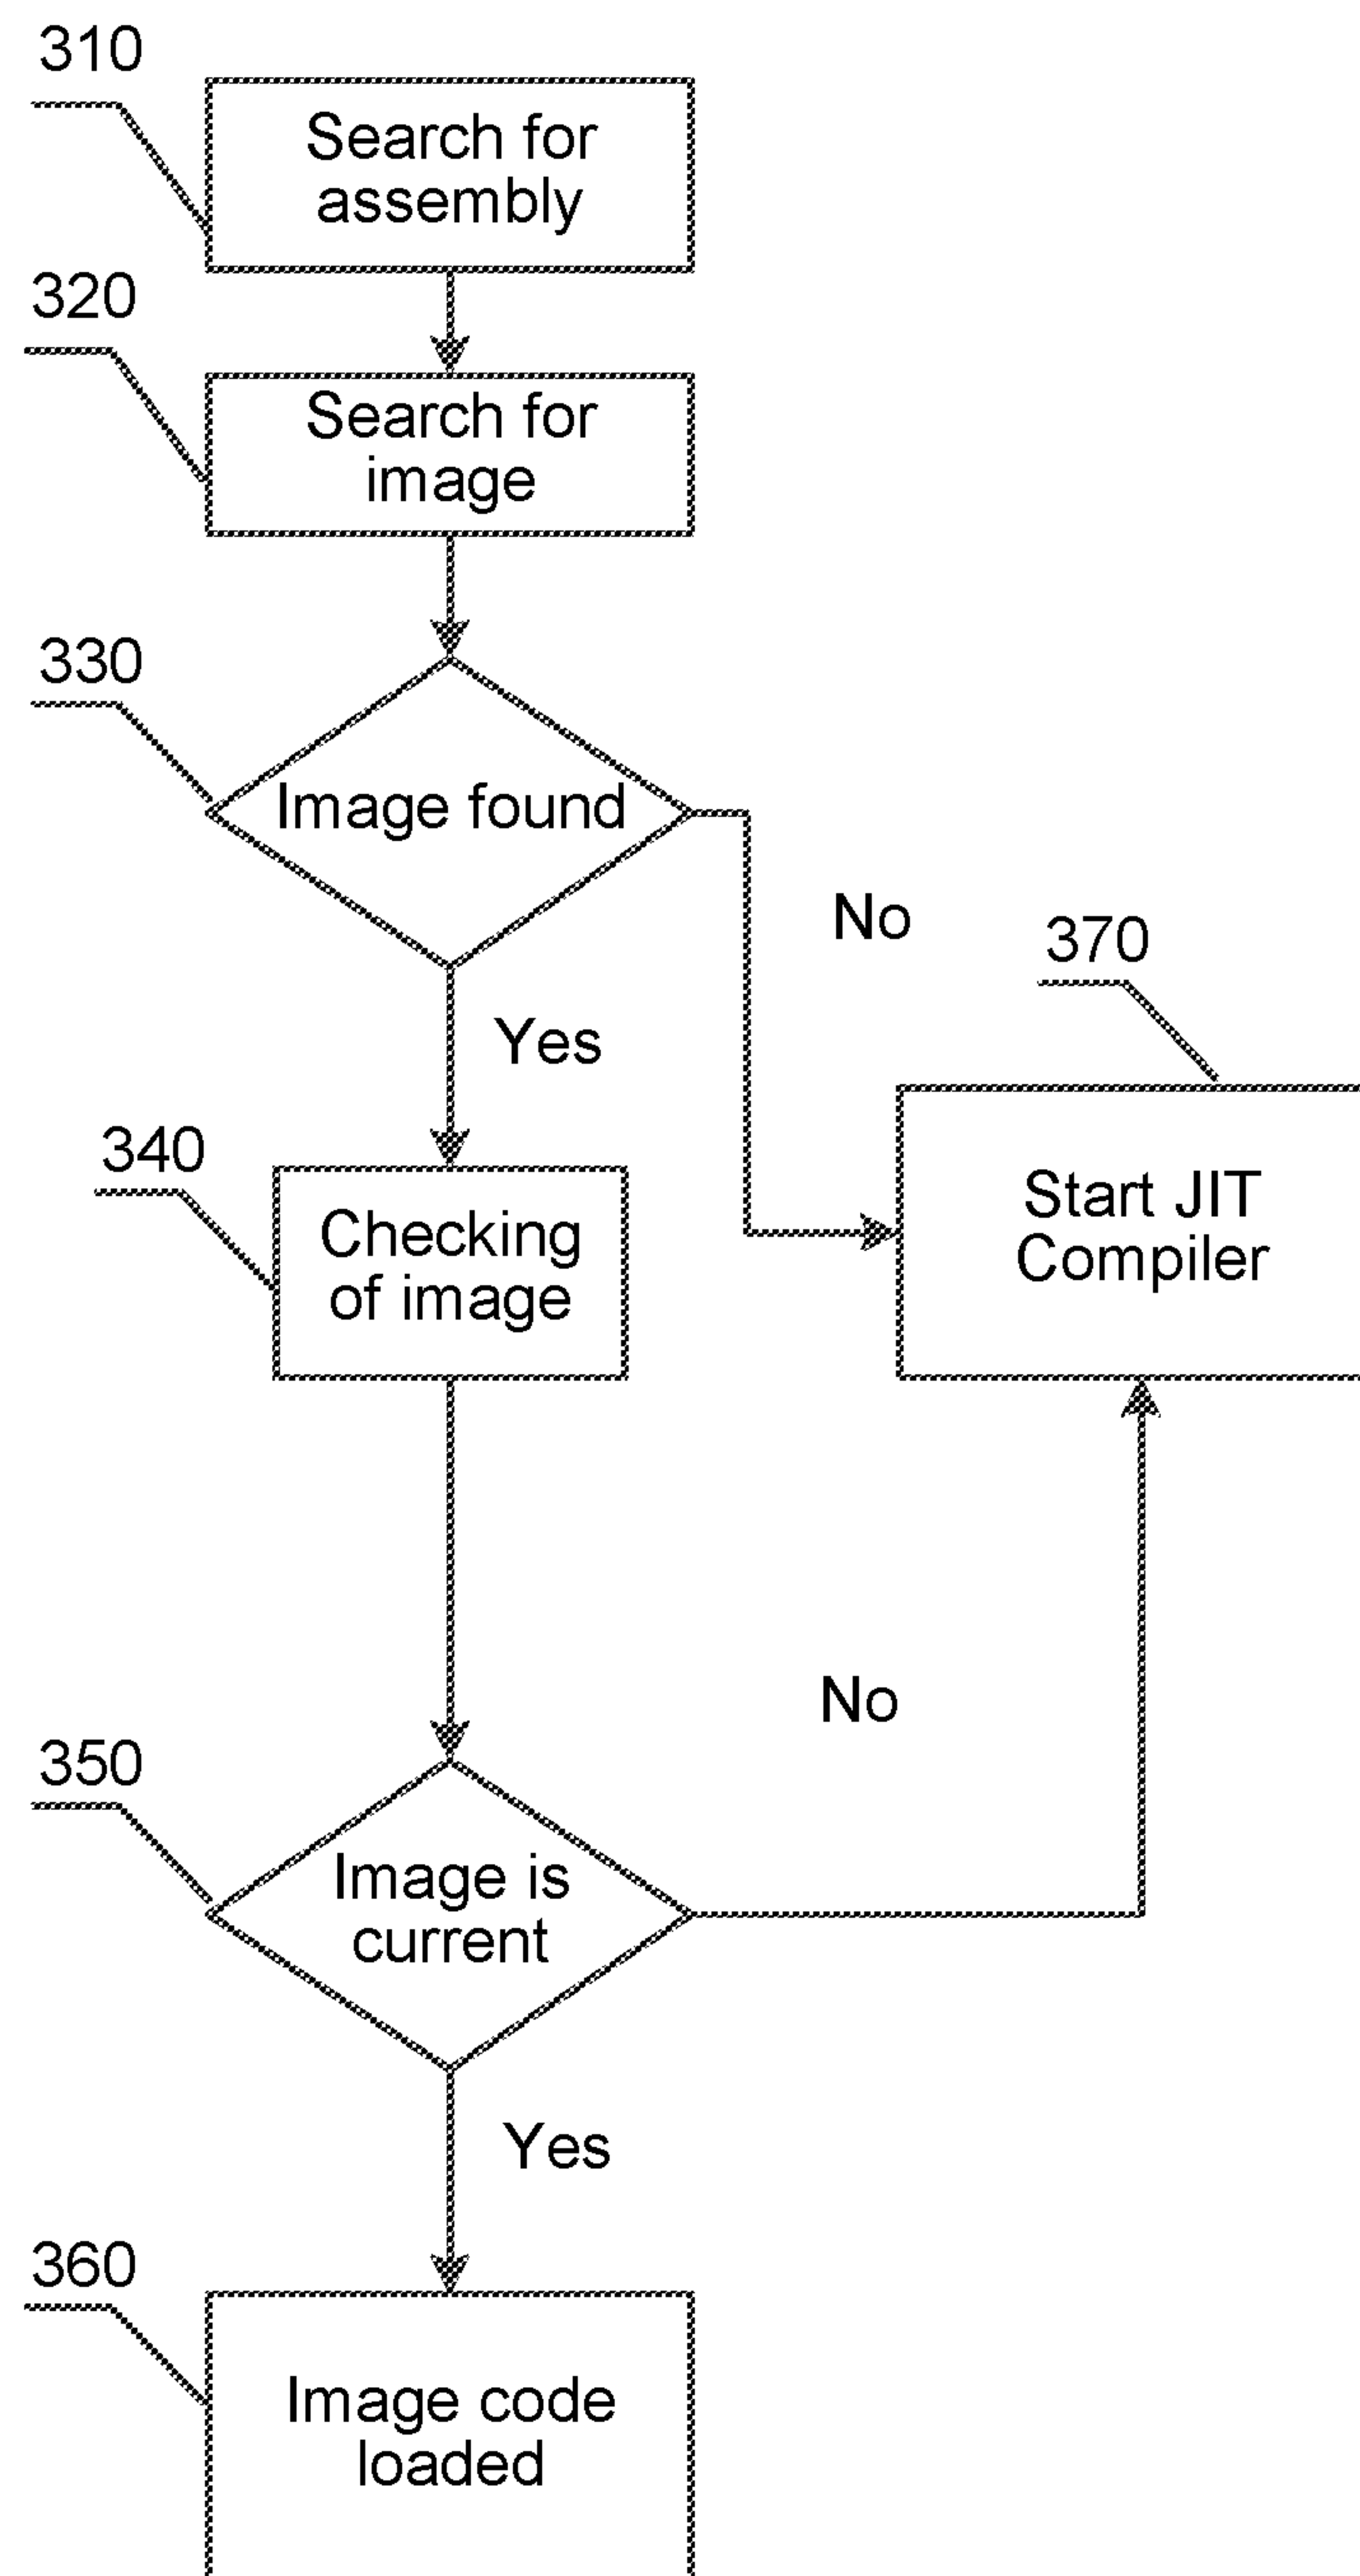 310
Search for
assembly
320
Search for
image
330
Image found
No
370
Yes
340
Checking
of image
Start JIT
Compiler
No
350
Image is
current
Yes
360
Image code
loaded